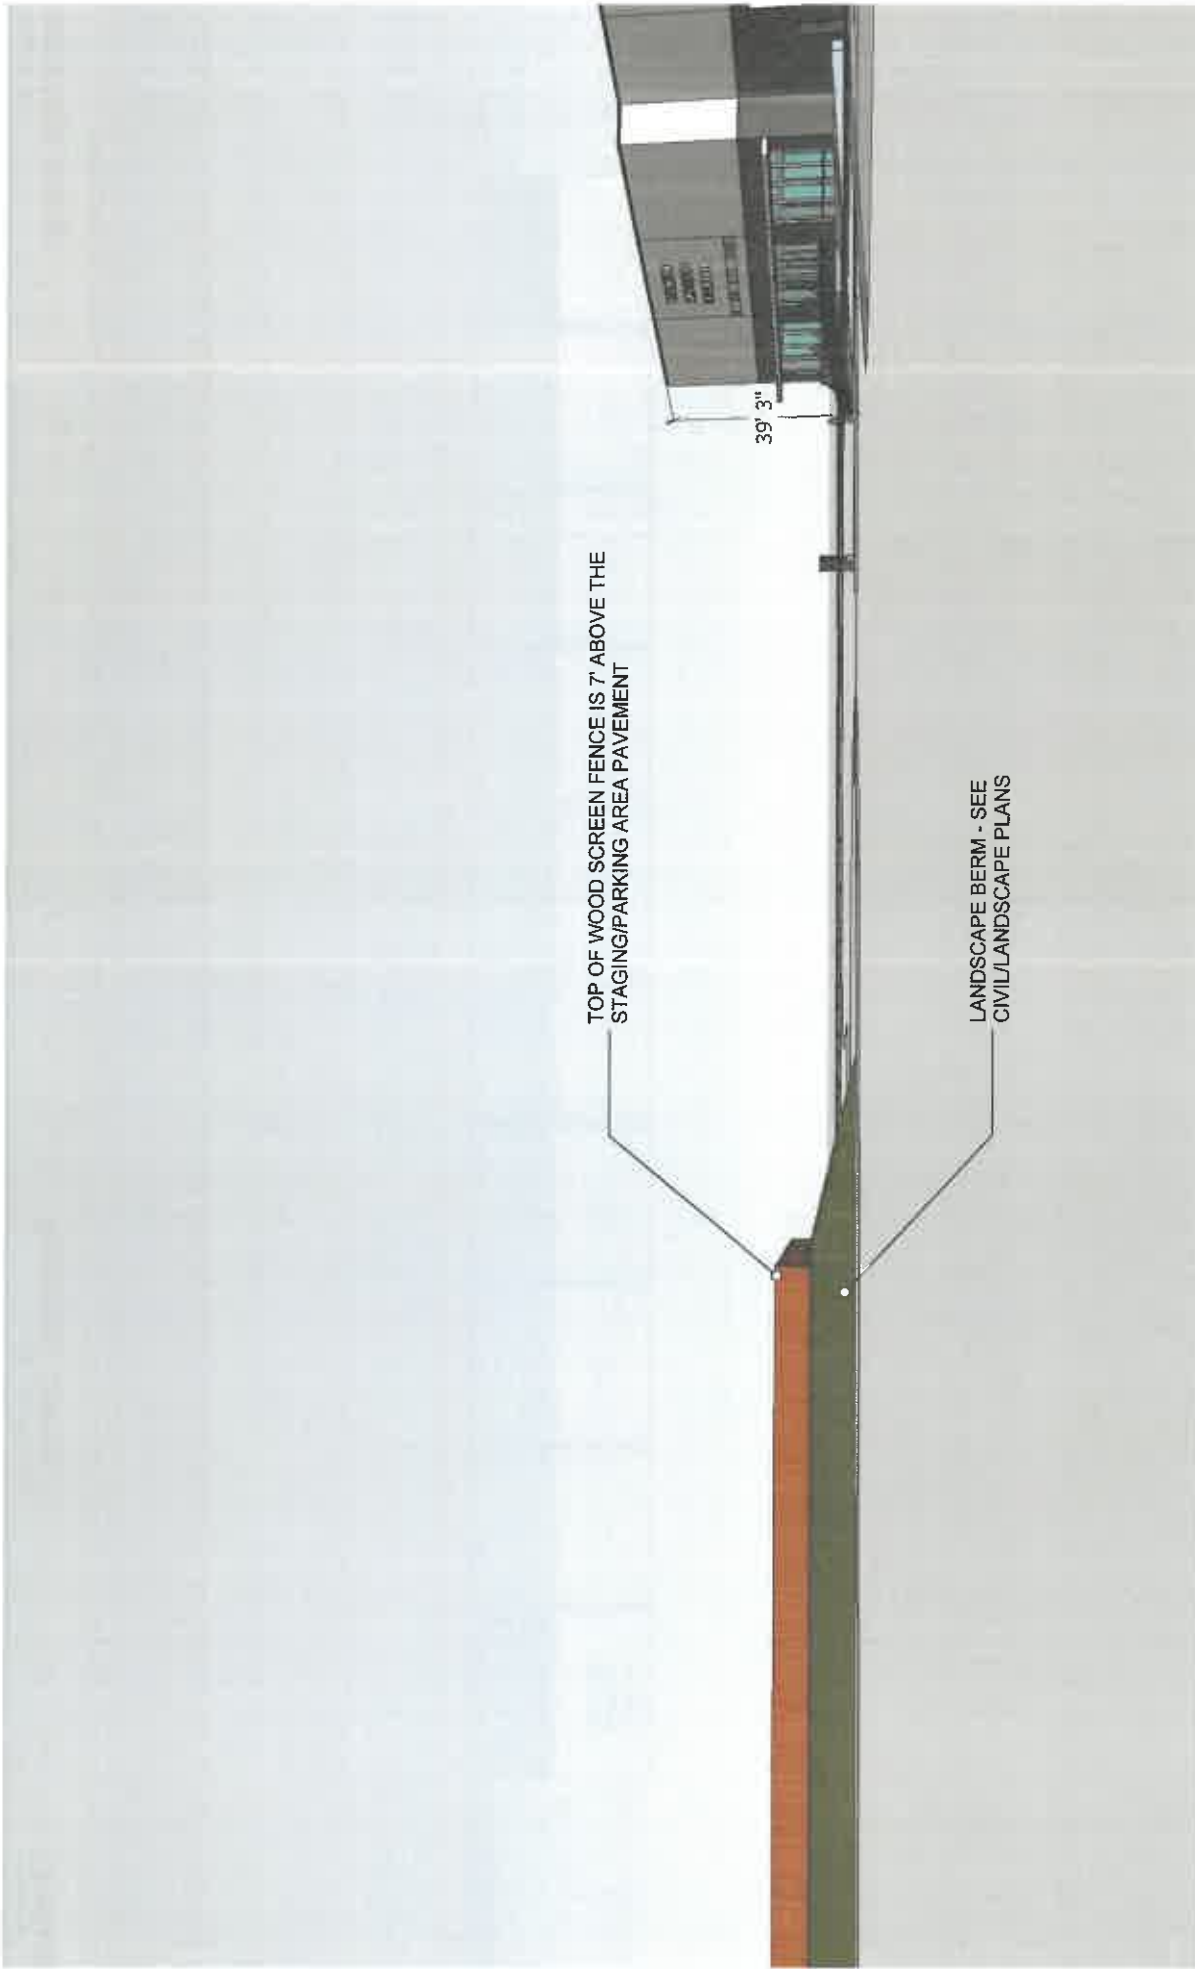 TOP OF WOOD SCREEN FENCE IS 7' ABOVE THE
STAGING/PARKING AREA PAVEMENT
39' 3"
LANDSCAPE BERM - SEE
CIVIL/LANDSCAPE PLANS